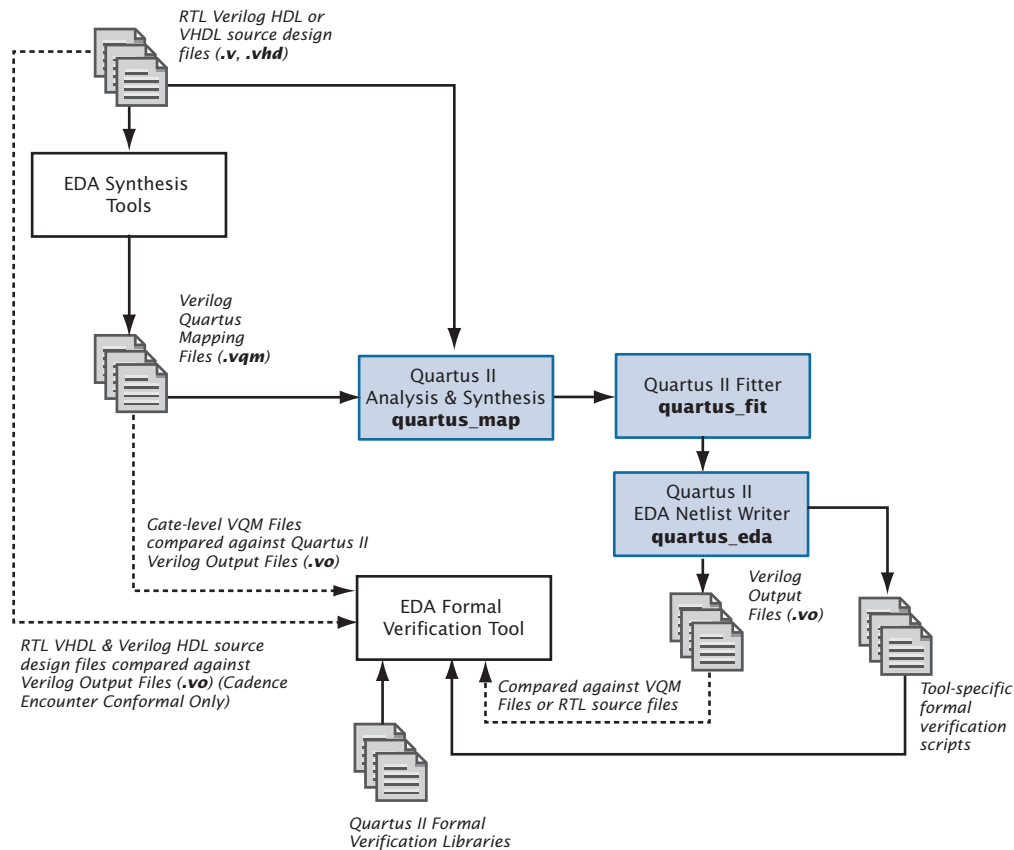 RTL Verilog HDL or
VHDL source design
files (.v, .vhd)
EDA Synthesis
Tools
Verilog
Quartus
Mapping
Files (.vqm)
Quartus II
Analysis & Synthesis
quartus_map
Quartus II Fitter
quartus_fit
Quartus II
EDA Netlist Writer
quartus_eda
Gate-level VQM Files
compared against Quartus II
Verilog Output Files (.vo)
Verilog
Output
Files (.vo)
EDA Formal
Verification Tool
RTL VHDL & Verilog HDL source
design files compared against
Verilog Output Files (.vo) (Cadence
Encounter Conformal Only)
Compared against VQM
Files or RTL source files
Tool-specific
formal
verification
scripts
Quartus II Formal
Verification Libraries